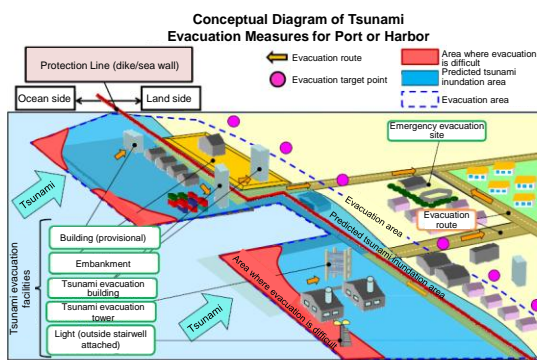 Conceptual Diagram of Tsunami
Evacuation Measures for Port or Harbor
Evacuation route
Evacuation target point
Area where evacuation
is difficult
Predicted tsunami
inundation area
Evacuation area
Protection Line (dike/sea wall)
Ocean side
Land side
Emergency evacuation
site
Evacuation area
Evacuation
route
Predicted tsunami inundation area
Area where evacuation is difficult
Tsunami
Tsunami
Tsunami evacuation
facilities
Building (provisional)
Embankment
Tsunami evacuation
building
Tsunami evacuation
tower
Light (outside stairwell
attached)